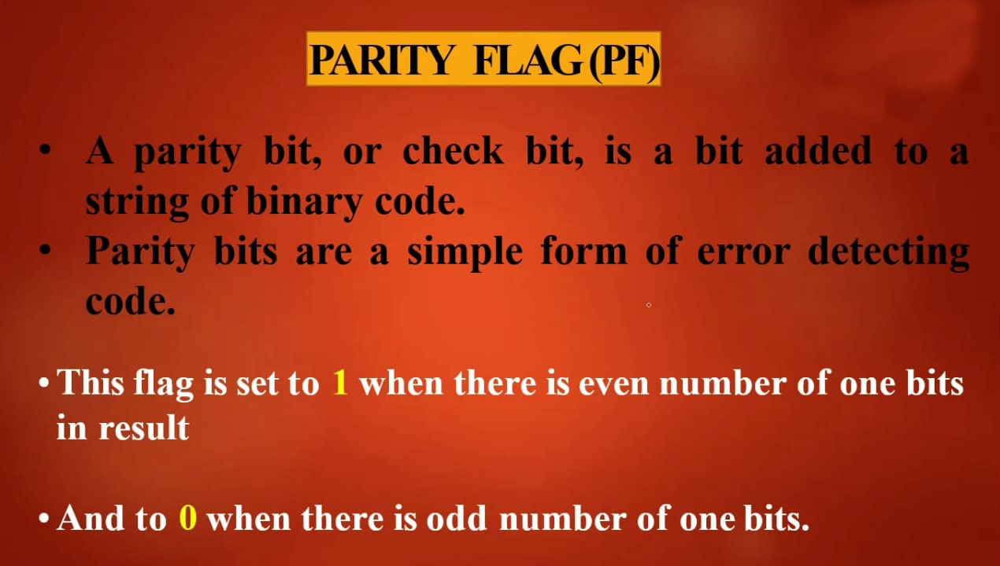 PARITY FLAG (PF)
• A parity bit, or check bit, is a bit added to a
string of binary code.
• Parity bits are a simple form of error detecting
code.
• This flag is set to 1 when there is even number of one bits
in result
• And to 0 when there is odd number of one bits.